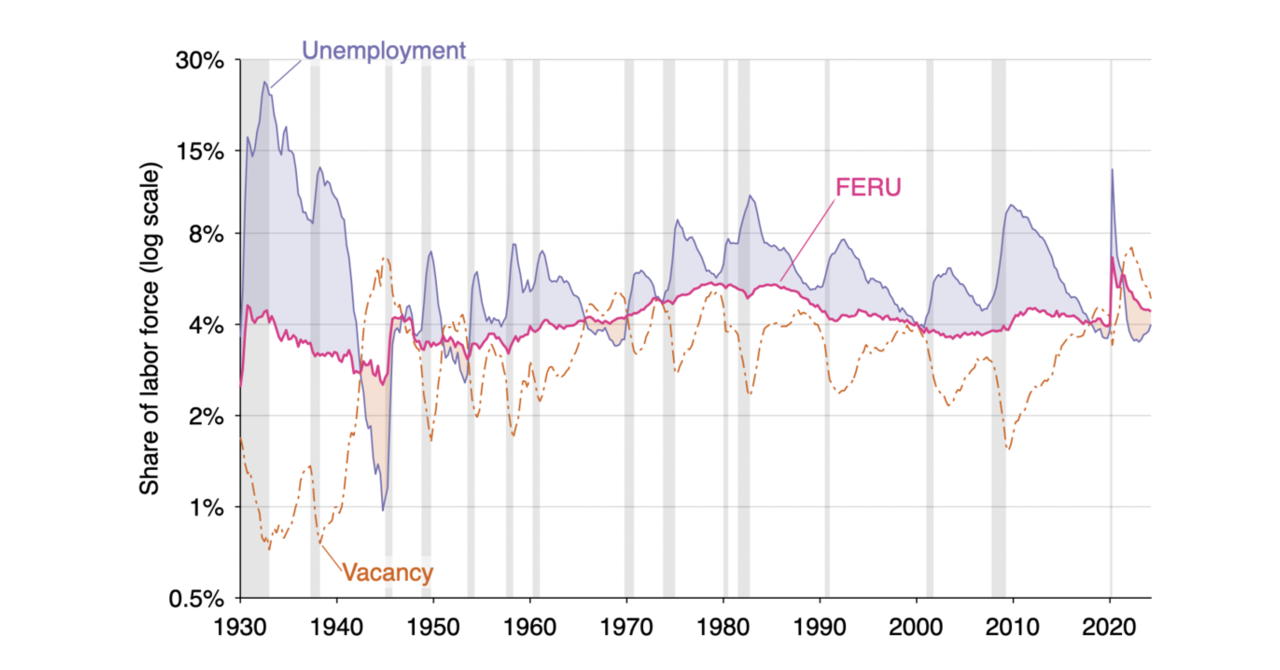 Unemployment
FERU
Vacancy
Share of labor force (log scale)
30%
15%
8%
4%
2%
1%
0.5%
1930 1940 1950 1960 1970 1980 1990 2000 2010 2020